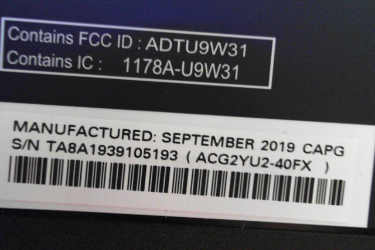 Contains FCC ID : ADTU9W31
Contains IC : 1178A-U9W31
MANUFACTURED: SEPTEMBER 2019 CAPG
S/N TA8A1939105193 ( ACG2YU2-40FX )